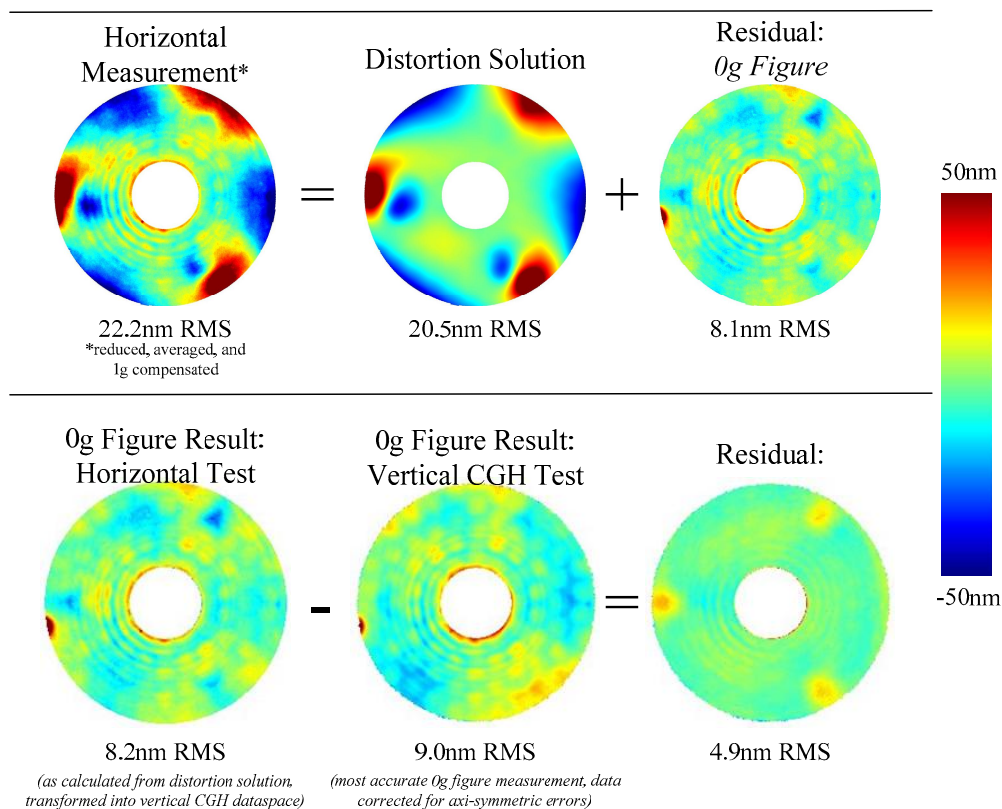 Horizontal
Measurement*
Distortion Solution
Residual:
0g Figure
=
+
22.2nm RMS
*reduced, averaged, and
1g compensated
20.5nm RMS
8.1nm RMS
50nm
-50nm
0g Figure Result:
Horizontal Test
0g Figure Result:
Vertical CGH Test
Residual:
-
=
8.2nm RMS
(as calculated from distortion solution,
transformed into vertical CGH dataspace)
9.0nm RMS
(most accurate 0g figure measurement, data
corrected for axi-symmetric errors)
4.9nm RMS